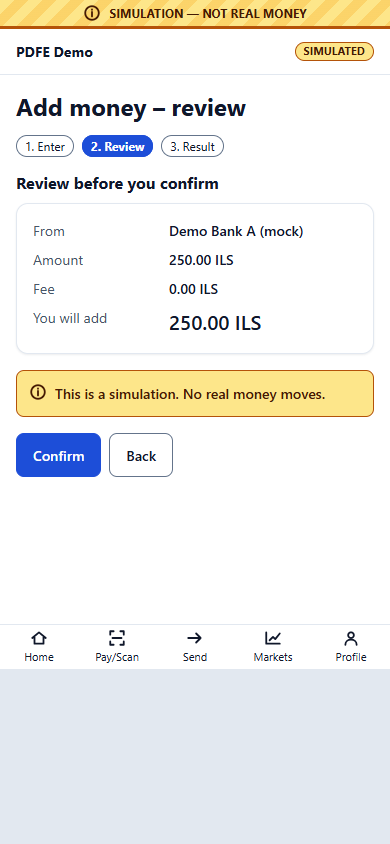 SIMULATION — NOT REAL MONEY
PDFE Demo
SIMULATED
Add money – review
1. Enter
2. Review
3. Result
Review before you confirm
From
Demo Bank A (mock)
Amount
250.00 ILS
Fee
0.00 ILS
You will add
250.00 ILS
This is a simulation. No real money moves.
Confirm
Back
Home
Pay/Scan
Send
Markets
Profile